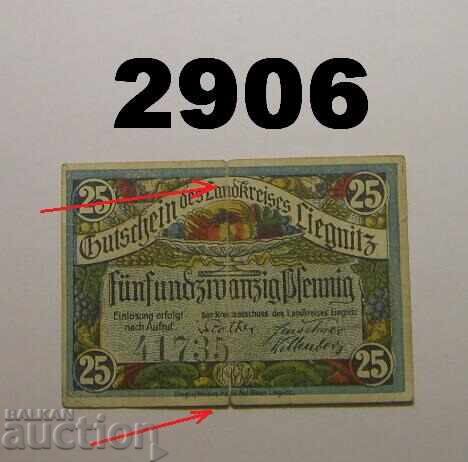 2906
25 Gutschein des Landkreises Liegnitz 25
fünfundzwanzig Pfennig
Einlösung erfolgt
nach Aufruf.
der Kreisausschuss des Landkreises Liegnitz
41735
25 25
BALKAN
auction